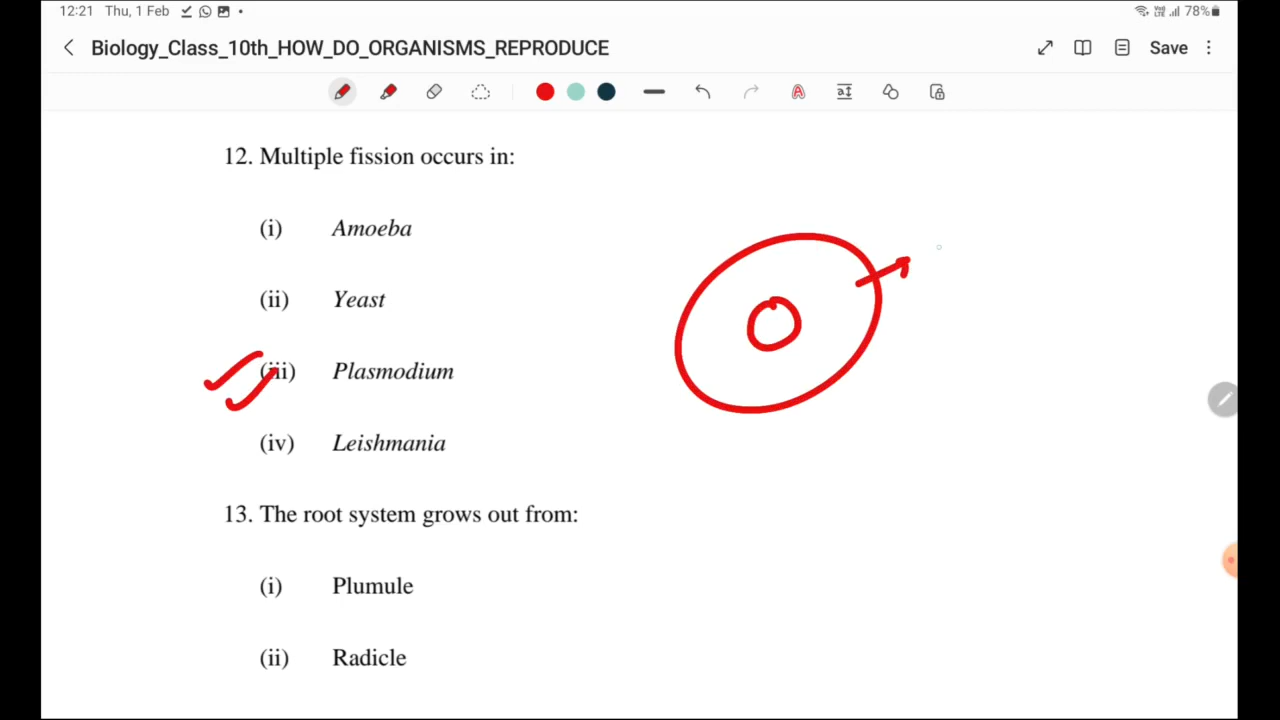 12:21 Thu, 1 Feb 78%
Biology_Class_10th_HOW_DO_ORGANISMS_REPRODUCE Save
12. Multiple fission occurs in:
(i) Amoeba
(ii) Yeast
(iii) Plasmodium
(iv) Leishmania
13. The root system grows out from:
(i) Plumule
(ii) Radicle